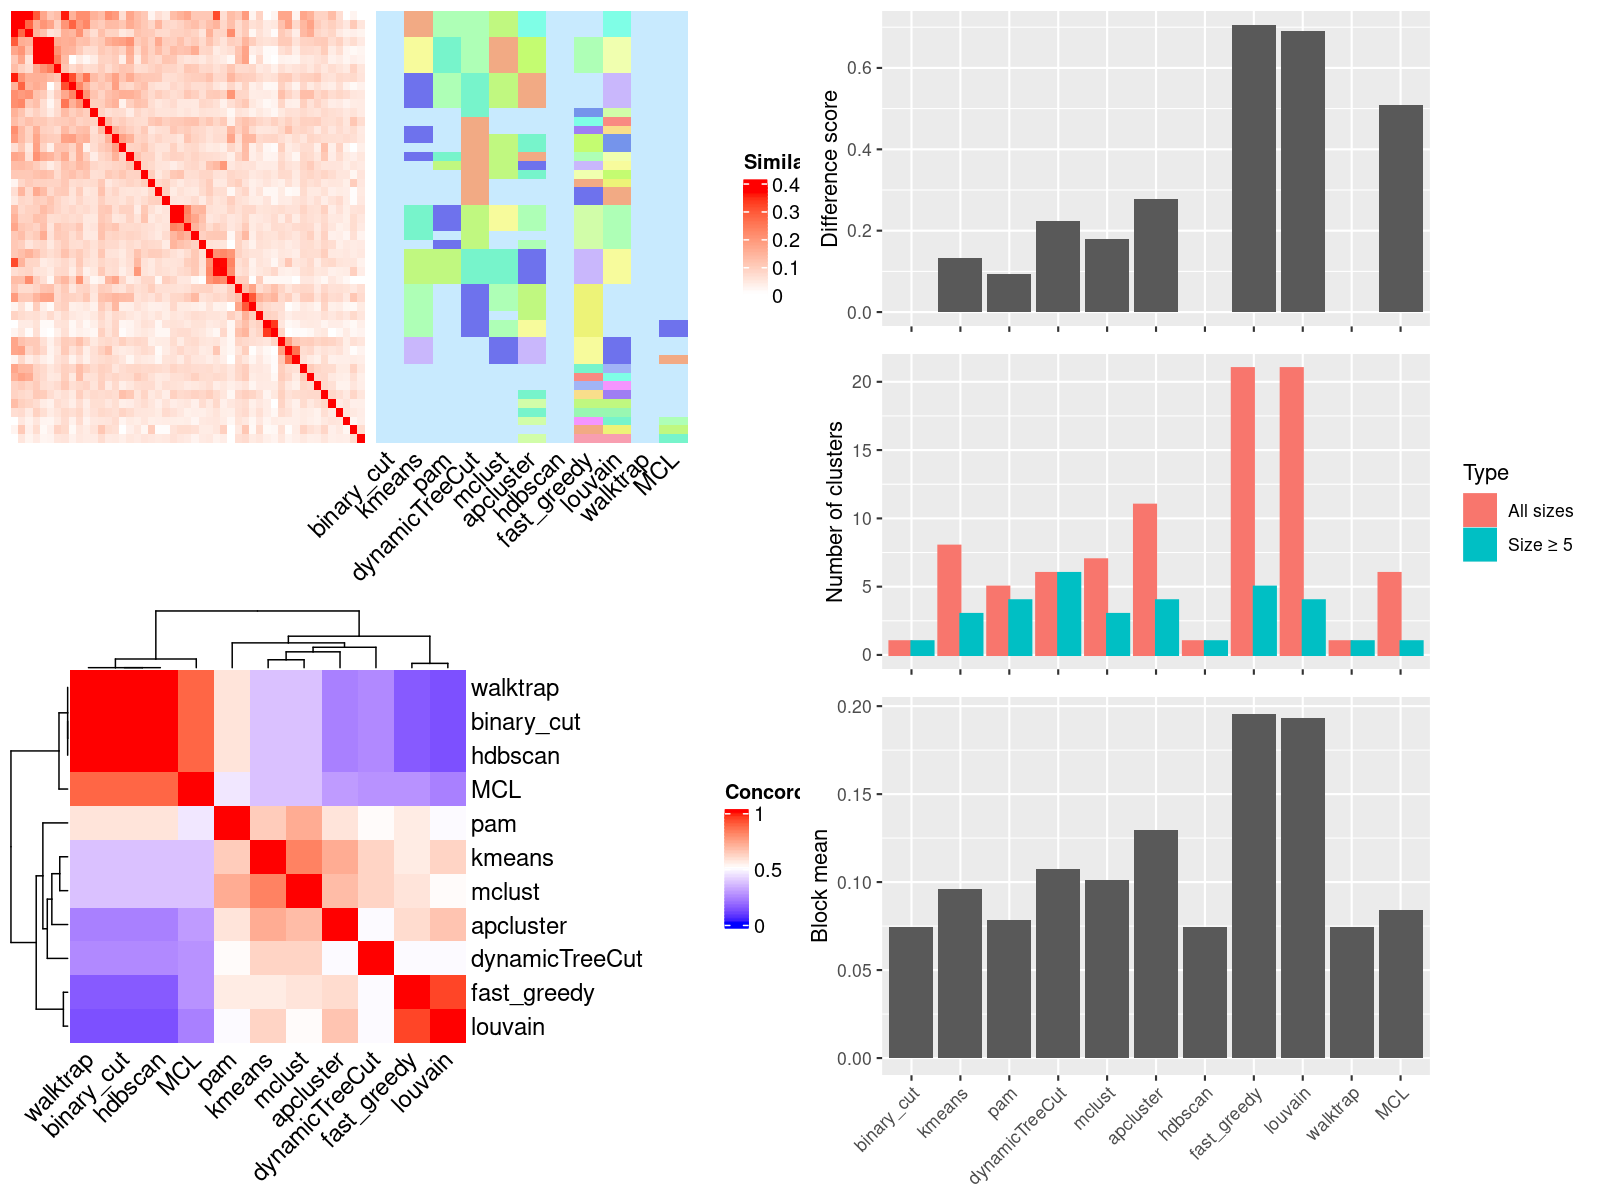 Simila
0.4
0.3
0.2
0.1
0
binary_cut
kmeans
pam
dynamicTreeCut
mclust
apcluster
hdbscan
fast_greedy
louvain
walktrap
MCL
Difference score
0.6
0.4
0.2
0.0
Number of clusters
20
15
10
5
0
Type
All sizes
Size ≥ 5
walktrap
binary_cut
hdbscan
MCL
pam
kmeans
mclust
apcluster
dynamicTreeCut
fast_greedy
louvain
walktrap
binary_cut
hdbscan
MCL
pam
kmeans
mclust
apcluster
dynamicTreeCut
fast_greedy
louvain
Concord
1
0.5
0
Block mean
0.20
0.15
0.10
0.05
0.00
binary_cut
kmeans
pam
dynamicTreeCut
mclust
apcluster
hdbscan
fast_greedy
louvain
walktrap
MCL